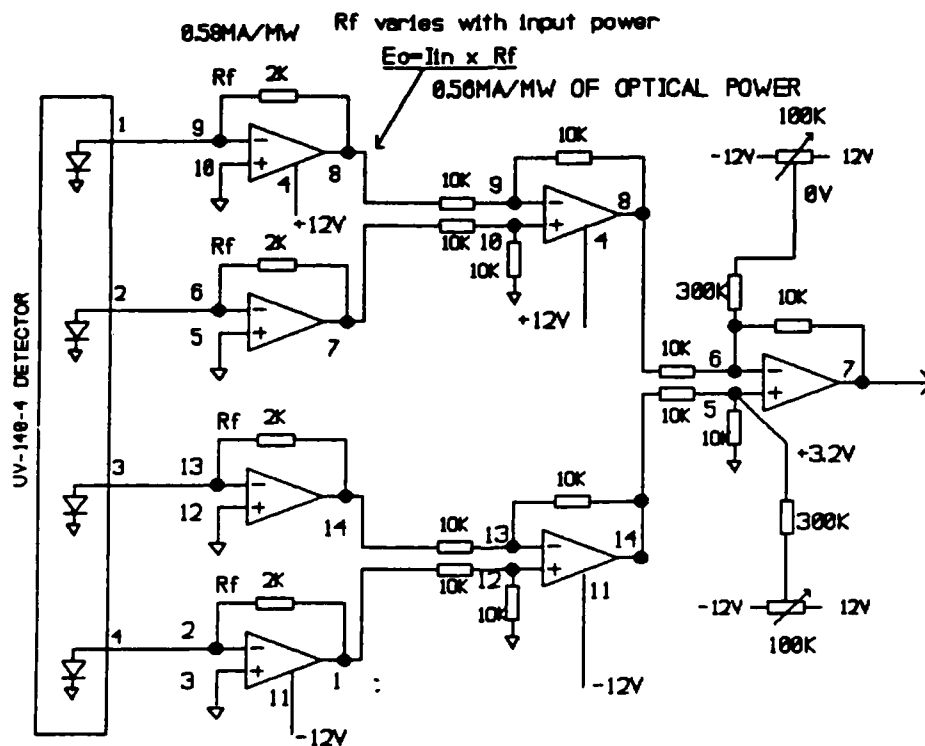 0.58MA/MW
Rf varies with input power
Eo=Iin x Rf
0.56MA/MW OF OPTICAL POWER
Rf
2K
1
9
10
4
8
+12V
100K
-12V
12V
0V
10K
10K
9
8
10K
10
10K
4
+12V
Rf
2K
2
6
5
7
300K
10K
10K
6
7
10K
5
10K
+3.2V
UV-140-4 DETECTOR
Rf
2K
3
13
12
14
10K
10K
13
14
10K
12
10K
11
-12V
300K
-12V
12V
100K
Rf
2K
4
2
3
11
1
:
-12V